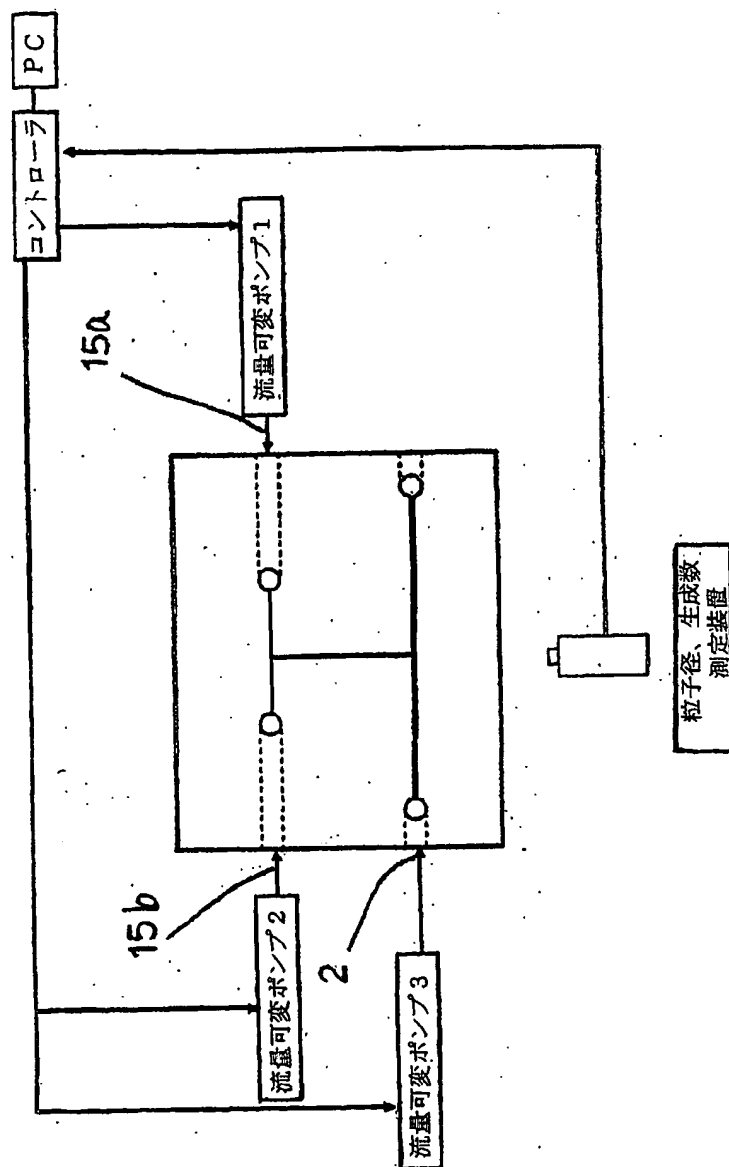 PC
コントローラ
流量可変ポンプ1
15a
15b
流量可変ポンプ2
2
流量可変ポンプ3
粒子径、生成数
測定装置